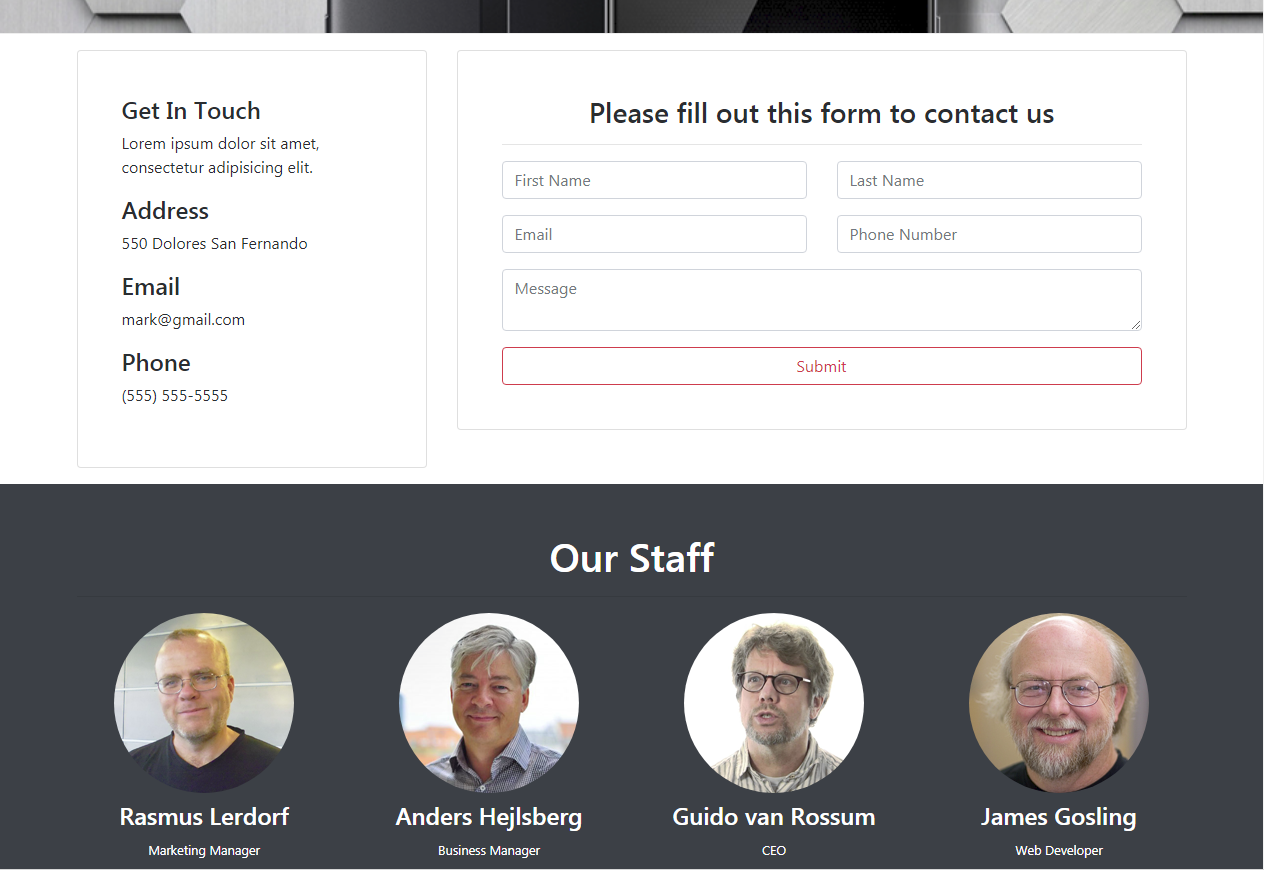 Get In Touch
Lorem ipsum dolor sit amet,
consectetur adipisicing elit.
Address
550 Dolores San Fernando
Email
mark@gmail.com
Phone
(555) 555-5555
Please fill out this form to contact us
First Name
Last Name
Email
Phone Number
Message
Submit
Our Staff
Rasmus Lerdorf
Marketing Manager
Anders Hejlsberg
Business Manager
Guido van Rossum
CEO
James Gosling
Web Developer